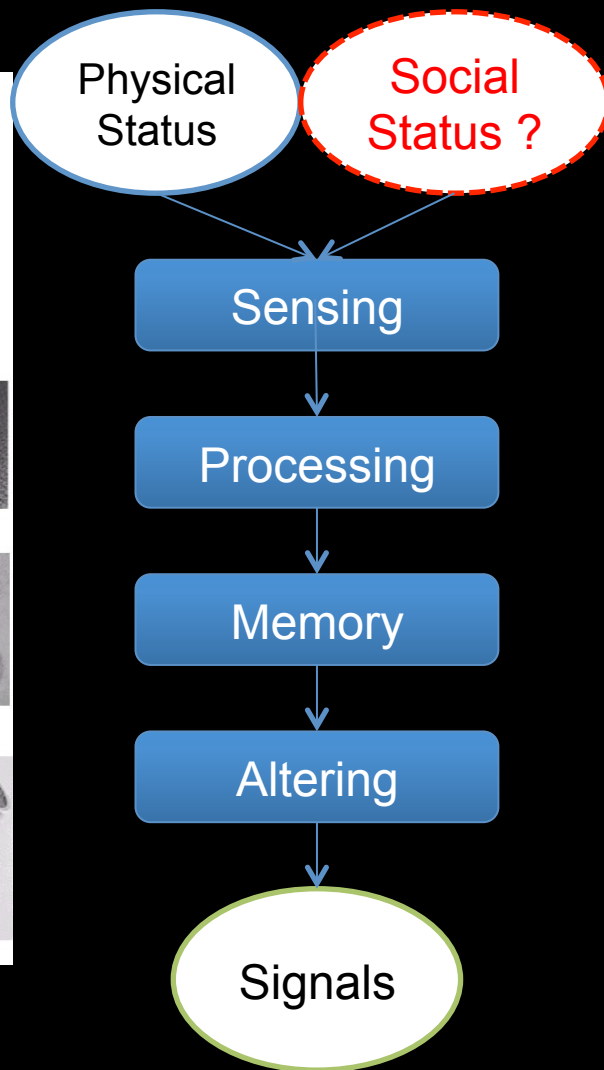 Physical
Status
Social
Status ?
Sensing
Processing
Memory
Altering
Signals